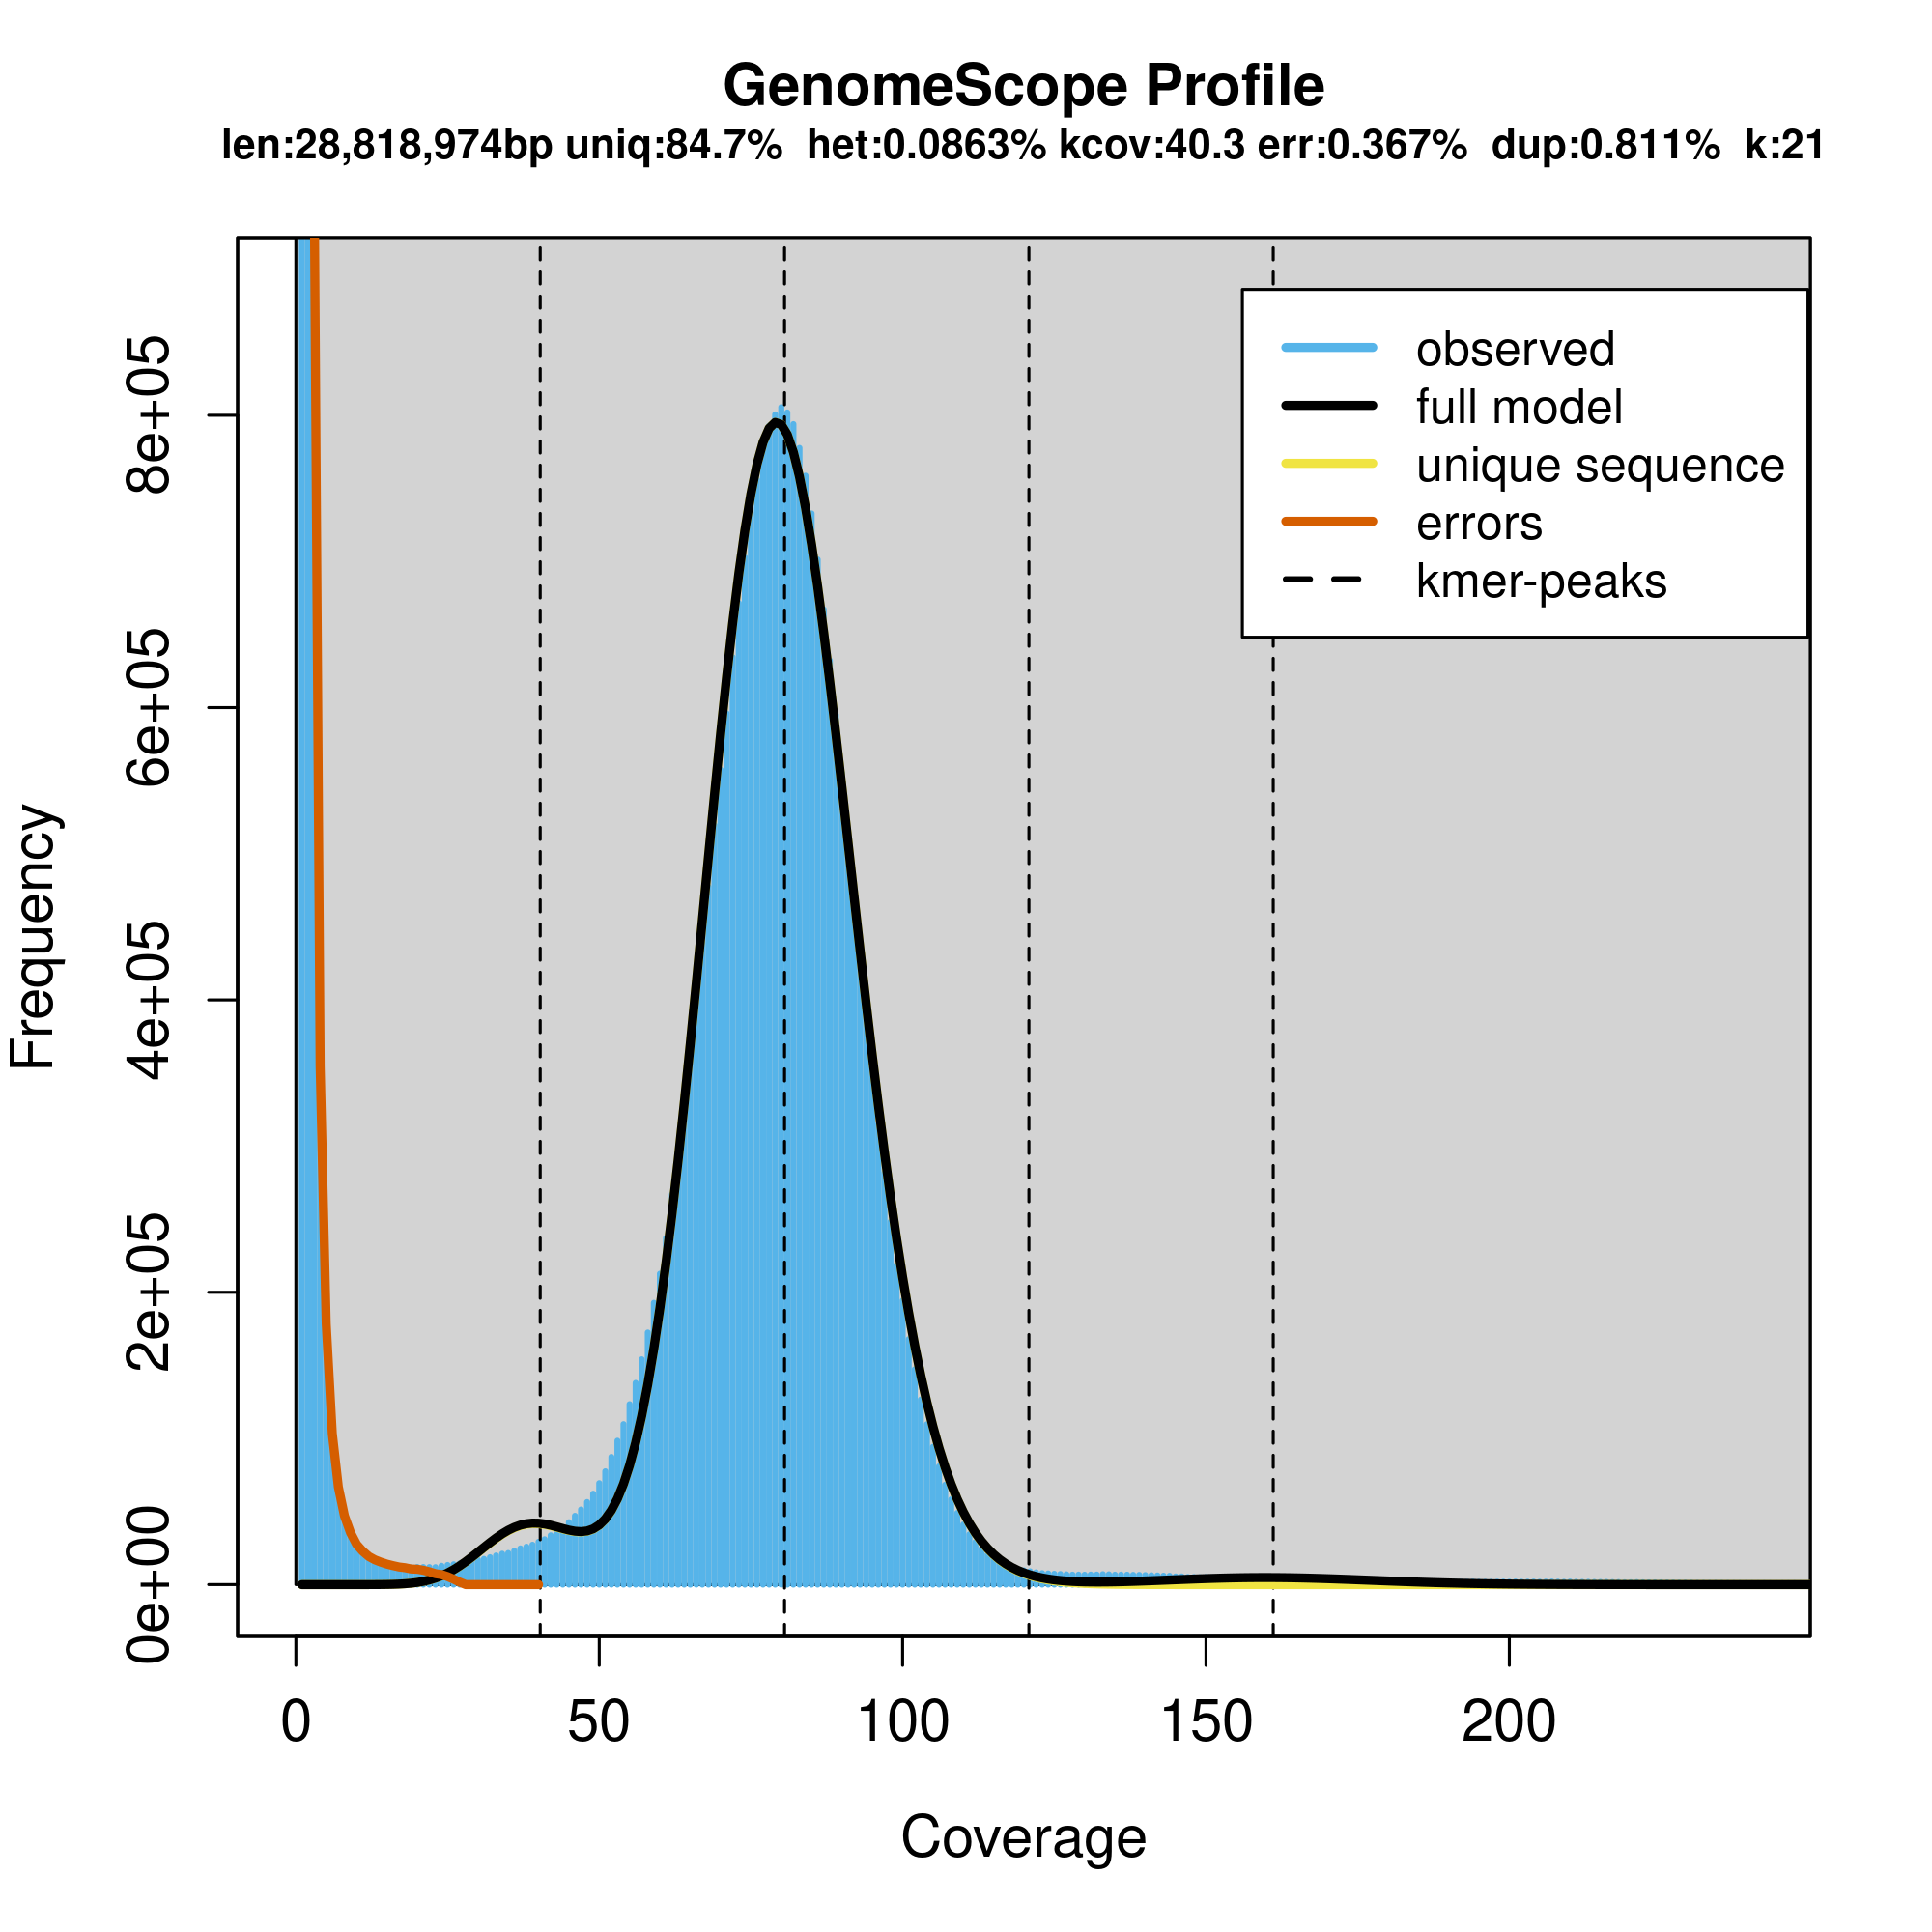 GenomeScope Profile
len:28,818,974bp uniq:84.7% het:0.0863% kcov:40.3 err:0.367% dup:0.811% k:21
observed
full model
unique sequence
errors
kmer-peaks
Frequency
8e+05
6e+05
4e+05
2e+05
0e+00
0 50 100 150 200
Coverage